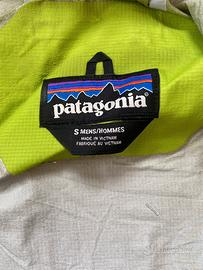 patagonia
S MENS/HOMMES
MADE IN VIETNAM
FABRIQUÉ AU VIETNAM